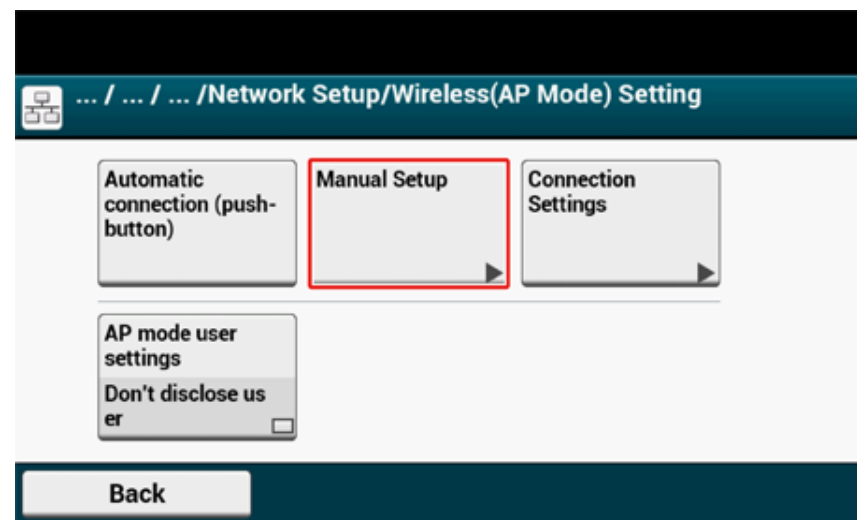 ... / ... / ... /Network Setup/Wireless(AP Mode) Setting
Automatic
connection (push-
button)
Manual Setup
Connection
Settings
AP mode user
settings
Don't disclose us
er
Back